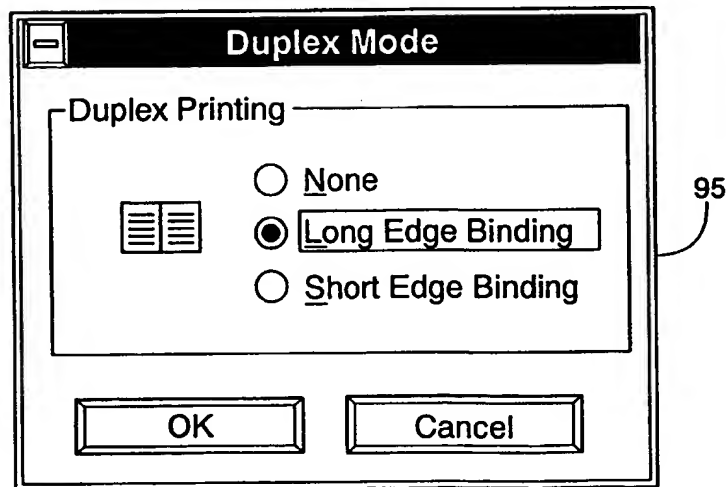 Duplex Mode
Duplex Printing
None
Long Edge Binding
Short Edge Binding
95
OK
Cancel